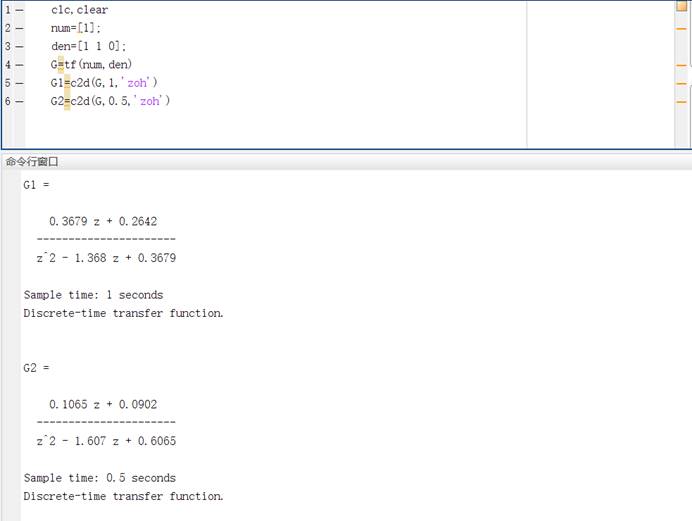 1 — clc,clear
2 — num=[1];
3 — den=[1 1 0];
4 — G=tf(num,den)
5 — G1=c2d(G,1,'zoh')
6 — G2=c2d(G,0.5,'zoh')
命令行窗口
G1 =
0.3679 z + 0.2642
-----------------------
z^2 - 1.368 z + 0.3679
Sample time: 1 seconds
Discrete-time transfer function.
G2 =
0.1065 z + 0.0902
-----------------------
z^2 - 1.607 z + 0.6065
Sample time: 0.5 seconds
Discrete-time transfer function.